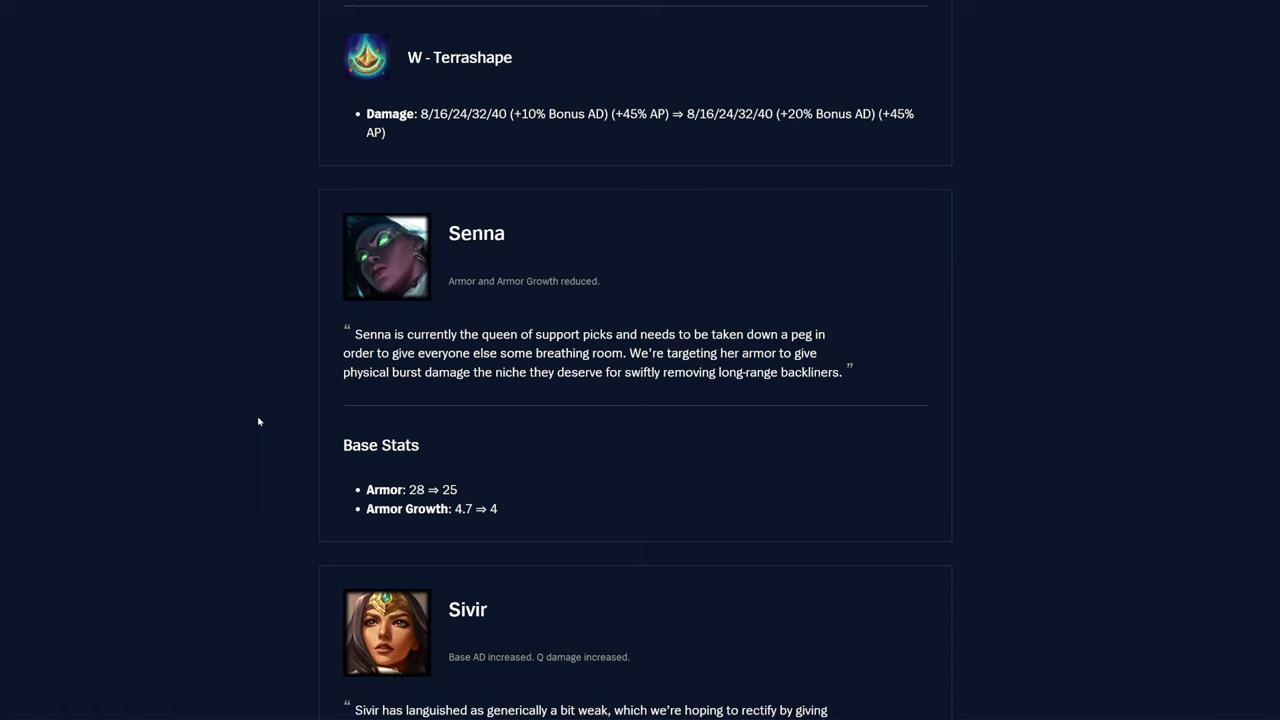 W - Terrashape
• Damage: 8/16/24/32/40 (+10% Bonus AD) (+45% AP) ⇒ 8/16/24/32/40 (+20% Bonus AD) (+45%
AP)
Senna
Armor and Armor Growth reduced.
“ Senna is currently the queen of support picks and needs to be taken down a peg in
order to give everyone else some breathing room. We're targeting her armor to give
physical burst damage the niche they deserve for swiftly removing long-range backliners. ”
Base Stats
• Armor: 28 ⇒ 25
• Armor Growth: 4.7 ⇒ 4
Sivir
Base AD increased. Q damage increased.
“ Sivir has languished as generically a bit weak, which we're hoping to rectify by giving